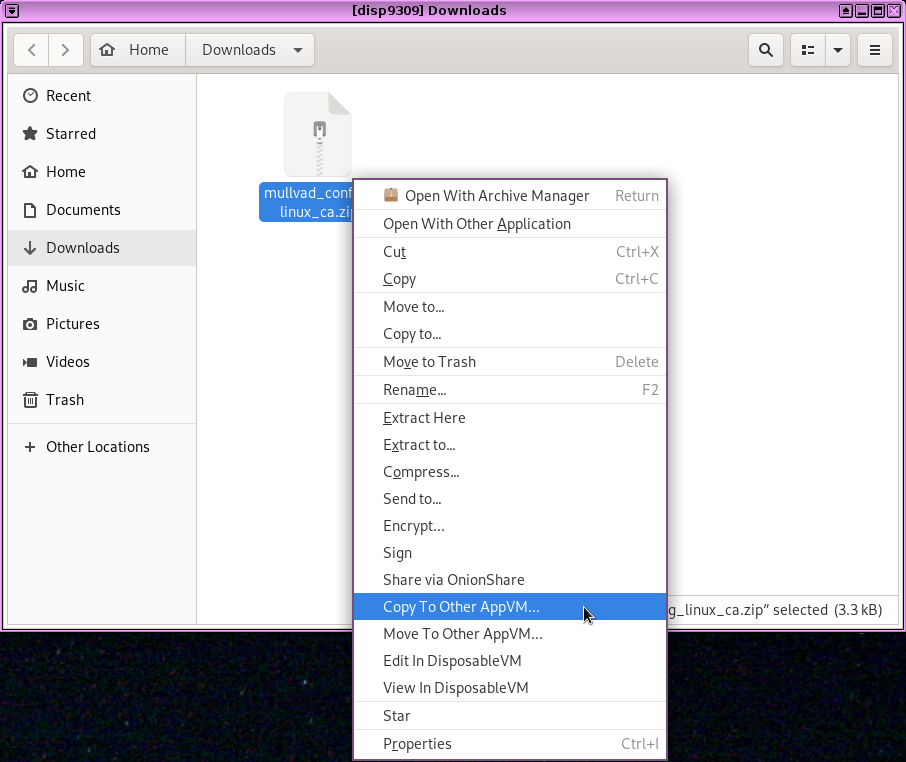 [disp9309] Downloads
Home
Downloads
Recent
Starred
Home
Documents
Downloads
Music
Pictures
Videos
Trash
Other Locations
mullvad_conf
linux_ca.zip
Open With Archive Manager Return
Open With Other Application
Cut Ctrl+X
Copy Ctrl+C
Move to...
Copy to...
Move to Trash Delete
Rename... F2
Extract Here
Extract to...
Compress...
Send to...
Encrypt...
Sign
Share via OnionShare
Copy To Other AppVM...
Move To Other AppVM...
Edit In DisposableVM
View In DisposableVM
Star
Properties Ctrl+I
g_linux_ca.zip” selected (3.3 kB)